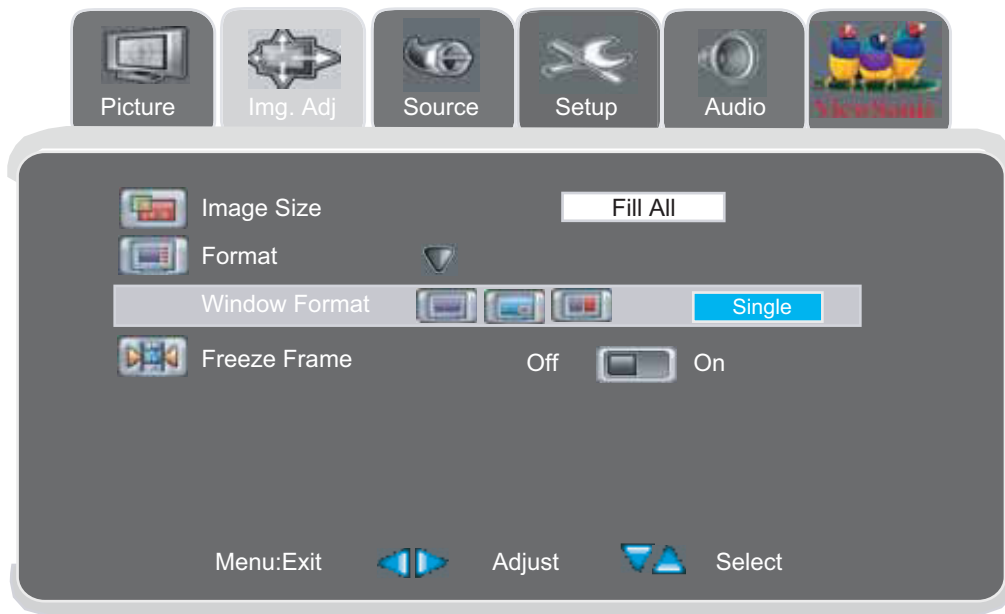 Picture Img. Adj Source Setup Audio ViewSonic
Image Size Fill All
Format
Window Format Single
Freeze Frame Off On
Menu:Exit Adjust Select